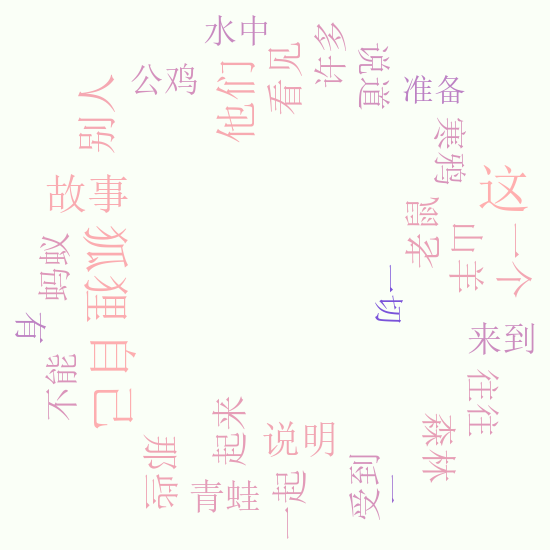 水中
许多
看见
说道
他们
公鸡
准备
别人
寒鸦
这
故事
老鼠
山羊
一个
狐狸
蚂蚁
一切
有
来到
自己
不能
往往
起来
森林
说明
那些
受到
一
青蛙
一起